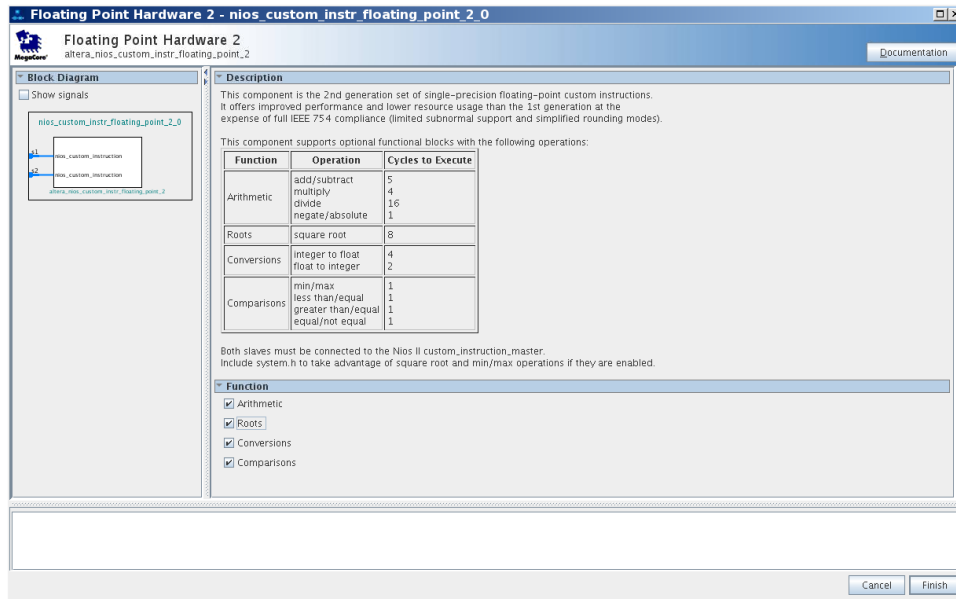 Floating Point Hardware 2 - nios_custom_instr_floating_point_2_0
MegaCore'
Floating Point Hardware 2
altera_nios_custom_instr_floating_point_2
Documentation
Block Diagram
Show signals
nios_custom_instr_floating_point_2_0
s1
nios_custom_instruction
s2
nios_custom_instruction
altera_nios_custom_instr_floating_point_2
Description
This component is the 2nd generation set of single-precision floating-point custom instructions.
It offers improved performance and lower resource usage than the 1st generation at the
expense of full IEEE 754 compliance (limited subnormal support and simplified rounding modes).
This component supports optional functional blocks with the following operations:
Function Operation Cycles to Execute
Arithmetic
add/subtract 5
multiply 4
divide 16
negate/absolute 1
Roots square root 8
Conversions
integer to float 4
float to integer 2
Comparisons
min/max 1
less than/equal 1
greater than/equal 1
equal/not equal 1
Both slaves must be connected to the Nios II custom_instruction_master.
Include system.h to take advantage of square root and min/max operations if they are enabled.
Function
Arithmetic
Roots
Conversions
Comparisons
Cancel Finish